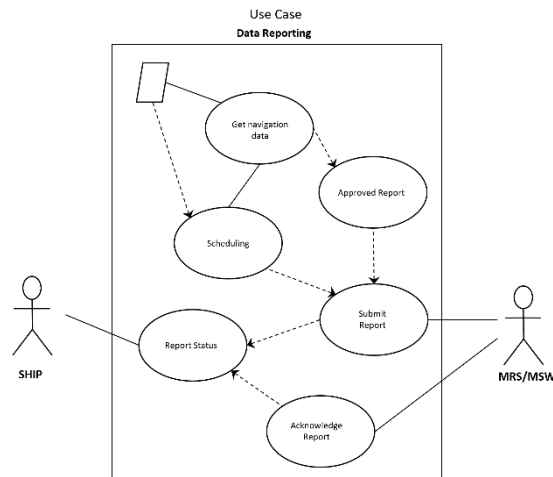 Use Case
Data Reporting
Get navigation
data
Approved Report
Scheduling
Submit
Report
Report Status
SHIP
MRS/MSW
Acknowledge
Report